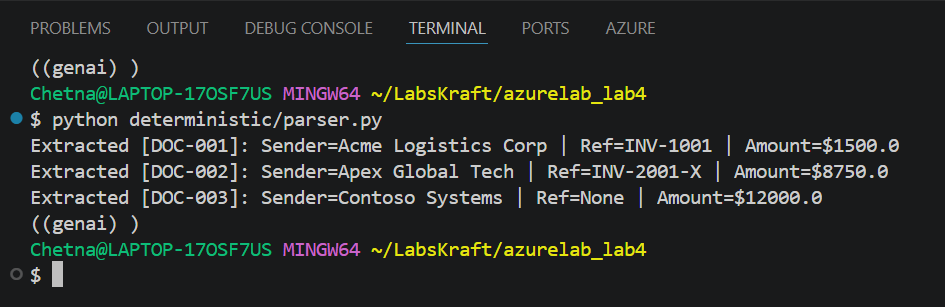 PROBLEMS OUTPUT DEBUG CONSOLE TERMINAL PORTS AZURE
((genai) )
Chetna@LAPTOP-17OSF7US MINGW64 ~/LabsKraft/azurelab_lab4
$ python deterministic/parser.py
Extracted [DOC-001]: Sender=Acme Logistics Corp | Ref=INV-1001 | Amount=$1500.0
Extracted [DOC-002]: Sender=Apex Global Tech | Ref=INV-2001-X | Amount=$8750.0
Extracted [DOC-003]: Sender=Contoso Systems | Ref=None | Amount=$12000.0
((genai) )
Chetna@LAPTOP-17OSF7US MINGW64 ~/LabsKraft/azurelab_lab4
$